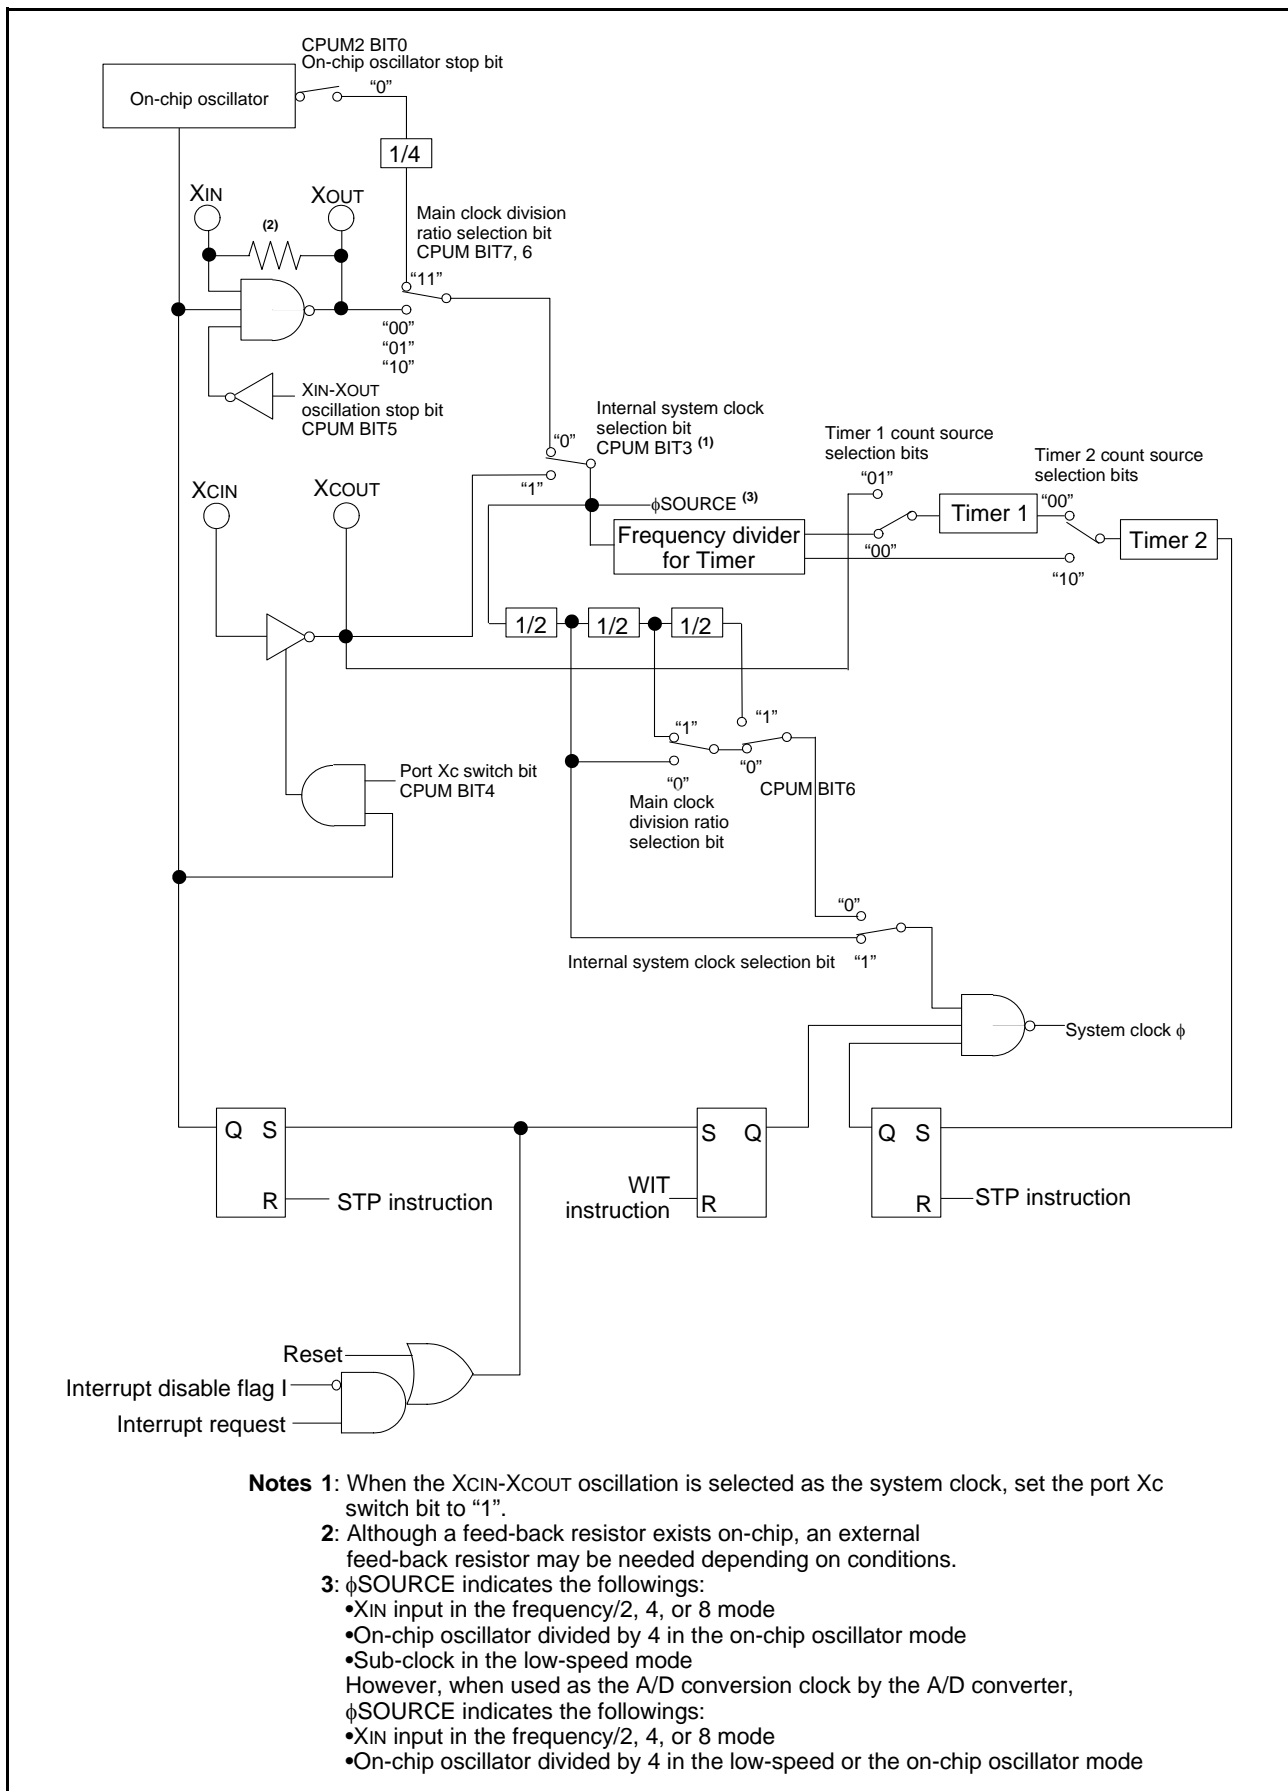 CPUM2 BIT0
On-chip oscillator stop bit
“0”
On-chip oscillator
1/4
XIN
XOUT
(2)
Main clock division
ratio selection bit
CPUM BIT7, 6
“11”
“00”
“01”
“10”
XIN-XOUT
oscillation stop bit
CPUM BIT5
Internal system clock
selection bit
CPUM BIT3 (1)
“0”
“1”
Timer 1 count source
selection bits
“01”
Timer 2 count source
selection bits
XCIN
XCOUT
ϕSOURCE (3)
Frequency divider
for Timer
“00”
Timer 1
“00”
Timer 2
“10”
1/2
1/2
1/2
“1”
“1”
“0”
“0”
CPUM BIT6
Main clock
division ratio
selection bit
Port Xc switch bit
CPUM BIT4
“0”
Internal system clock selection bit
“1”
System clock ϕ
Q S
R
STP instruction
S Q
R
WIT
instruction
Q S
R
STP instruction
Reset
Interrupt disable flag I
Interrupt request
Notes 1: When the XCIN-XCOUT oscillation is selected as the system clock, set the port Xc
switch bit to “1”.
2: Although a feed-back resistor exists on-chip, an external
feed-back resistor may be needed depending on conditions.
3: ϕSOURCE indicates the followings:
•XIN input in the frequency/2, 4, or 8 mode
•On-chip oscillator divided by 4 in the on-chip oscillator mode
•Sub-clock in the low-speed mode
However, when used as the A/D conversion clock by the A/D converter,
ϕSOURCE indicates the followings:
•XIN input in the frequency/2, 4, or 8 mode
•On-chip oscillator divided by 4 in the low-speed or the on-chip oscillator mode